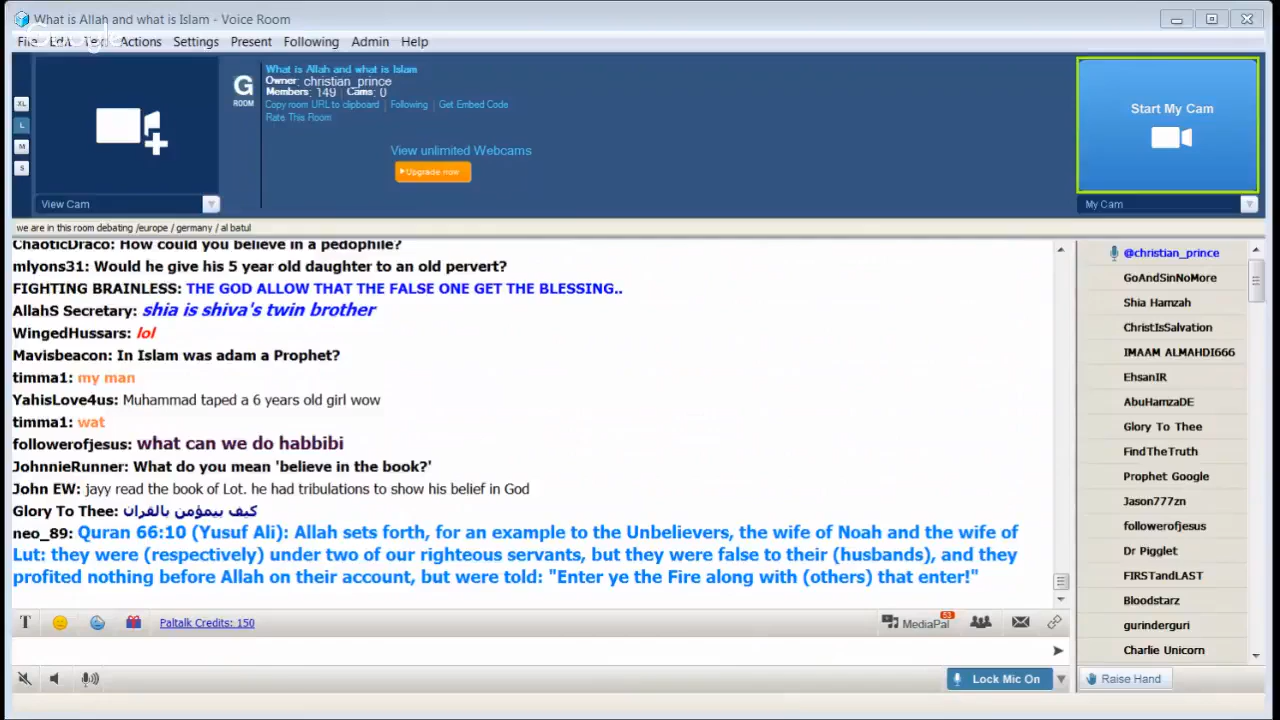 What is Allah and what is Islam - Voice Room
Google
File Edit Text Actions Settings Present Following Admin Help
What is Allah and what is Islam
Owner: christian_prince
Members: 149 Cams: 0
Copy room URL to clipboard | Following | Get Embed Code
Rate This Room
G
ROOM
View unlimited Webcams
Upgrade now
XL
L
M
S
View Cam
Start My Cam
My Cam
we are in this room debating /europe / germany / al batul
ChaoticDraco: How could you believe in a pedophile?
mlyons31: Would he give his 5 year old daughter to an old pervert?
FIGHTING BRAINLESS: THE GOD ALLOW THAT THE FALSE ONE GET THE BLESSING..
AllahS Secretary: shia is shiva's twin brother
WingedHussars: lol
Mavisbeacon: In Islam was adam a Prophet?
timma1: my man
YahisLove4us: Muhammad taped a 6 years old girl wow
timma1: wat
followerofjesus: what can we do habbibi
JohnnieRunner: What do you mean 'believe in the book?'
John EW: jayy read the book of Lot. he had tribulations to show his belief in God
Glory To Thee: كيف بيمؤمن بالقران
neo_89: Quran 66:10 (Yusuf Ali): Allah sets forth, for an example to the Unbelievers, the wife of Noah and the wife of
Lut: they were (respectively) under two of our righteous servants, but they were false to their (husbands), and they
profited nothing before Allah on their account, but were told: "Enter ye the Fire along with (others) that enter!"
@christian_prince
GoAndSinNoMore
Shia Hamzah
ChristIsSalvation
IMAAM ALMAHDI666
EhsanIR
AbuHamzaDE
Glory To Thee
FindTheTruth
Prophet Google
Jason777zn
followerofjesus
Dr Pigglet
FIRSTandLAST
Bloodstarz
gurinderguri
Charlie Unicorn
T
Paltalk Credits: 150
MediaPal
53
Lock Mic On
Raise Hand